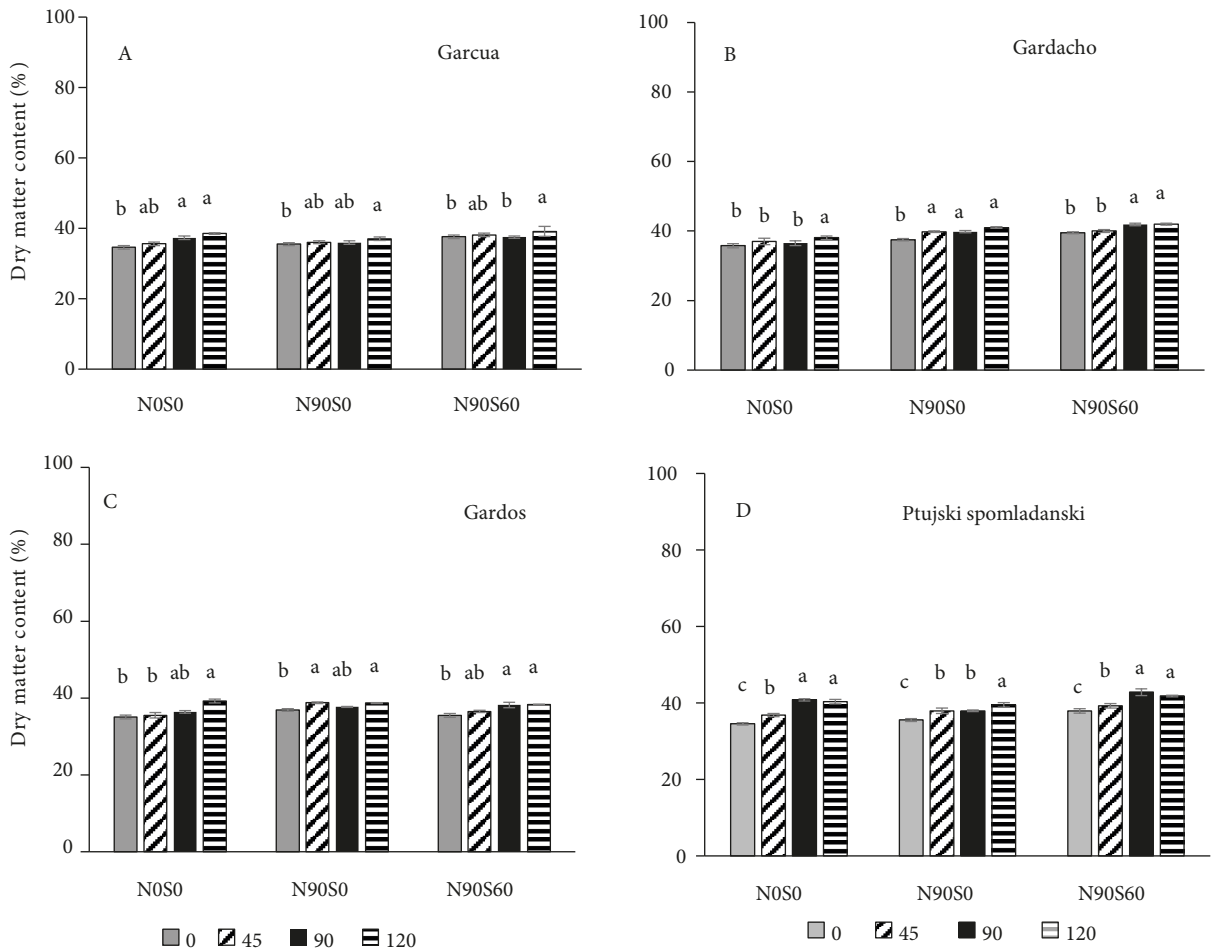 100
A
Garcua
80
60
40
20
0
Dry matter content (%)
b ab a a
b ab ab a
b b b a
N0S0 N90S0 N90S60
100
B
Gardacho
80
60
40
20
0
b b b a
b a a a
b b a a
N0S0 N90S0 N90S60
100
C
Gardos
80
60
40
20
0
Dry matter content (%)
b b ab a
b a ab a
b ab a a
N0S0 N90S0 N90S60
0 45 90 120
100
D
Ptujski spomladanski
80
60
40
20
0
c b a a
c b b a
c b a a
N0S0 N90S0 N90S60
0 45 90 120